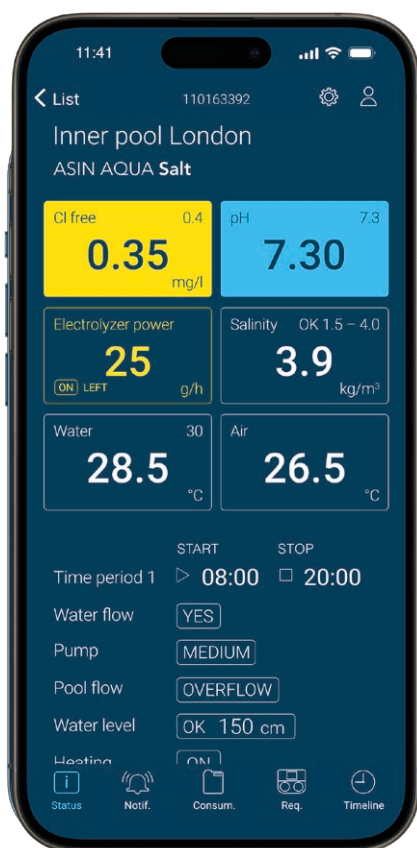 11:41
List 110163392
Inner pool London
ASIN AQUA Salt
Cl free 0.4
0.35
mg/l
pH 7.3
7.30
Electrolyzer power
25
ON LEFT g/h
Salinity OK 1.5 – 4.0
3.9
kg/m³
Water 30
28.5
°C
Air
26.5
°C
START STOP
Time period 1 08:00 20:00
Water flow YES
Pump MEDIUM
Pool flow OVERFLOW
Water level OK 150 cm
Heating ON
Status Notif. Consum. Req. Timeline